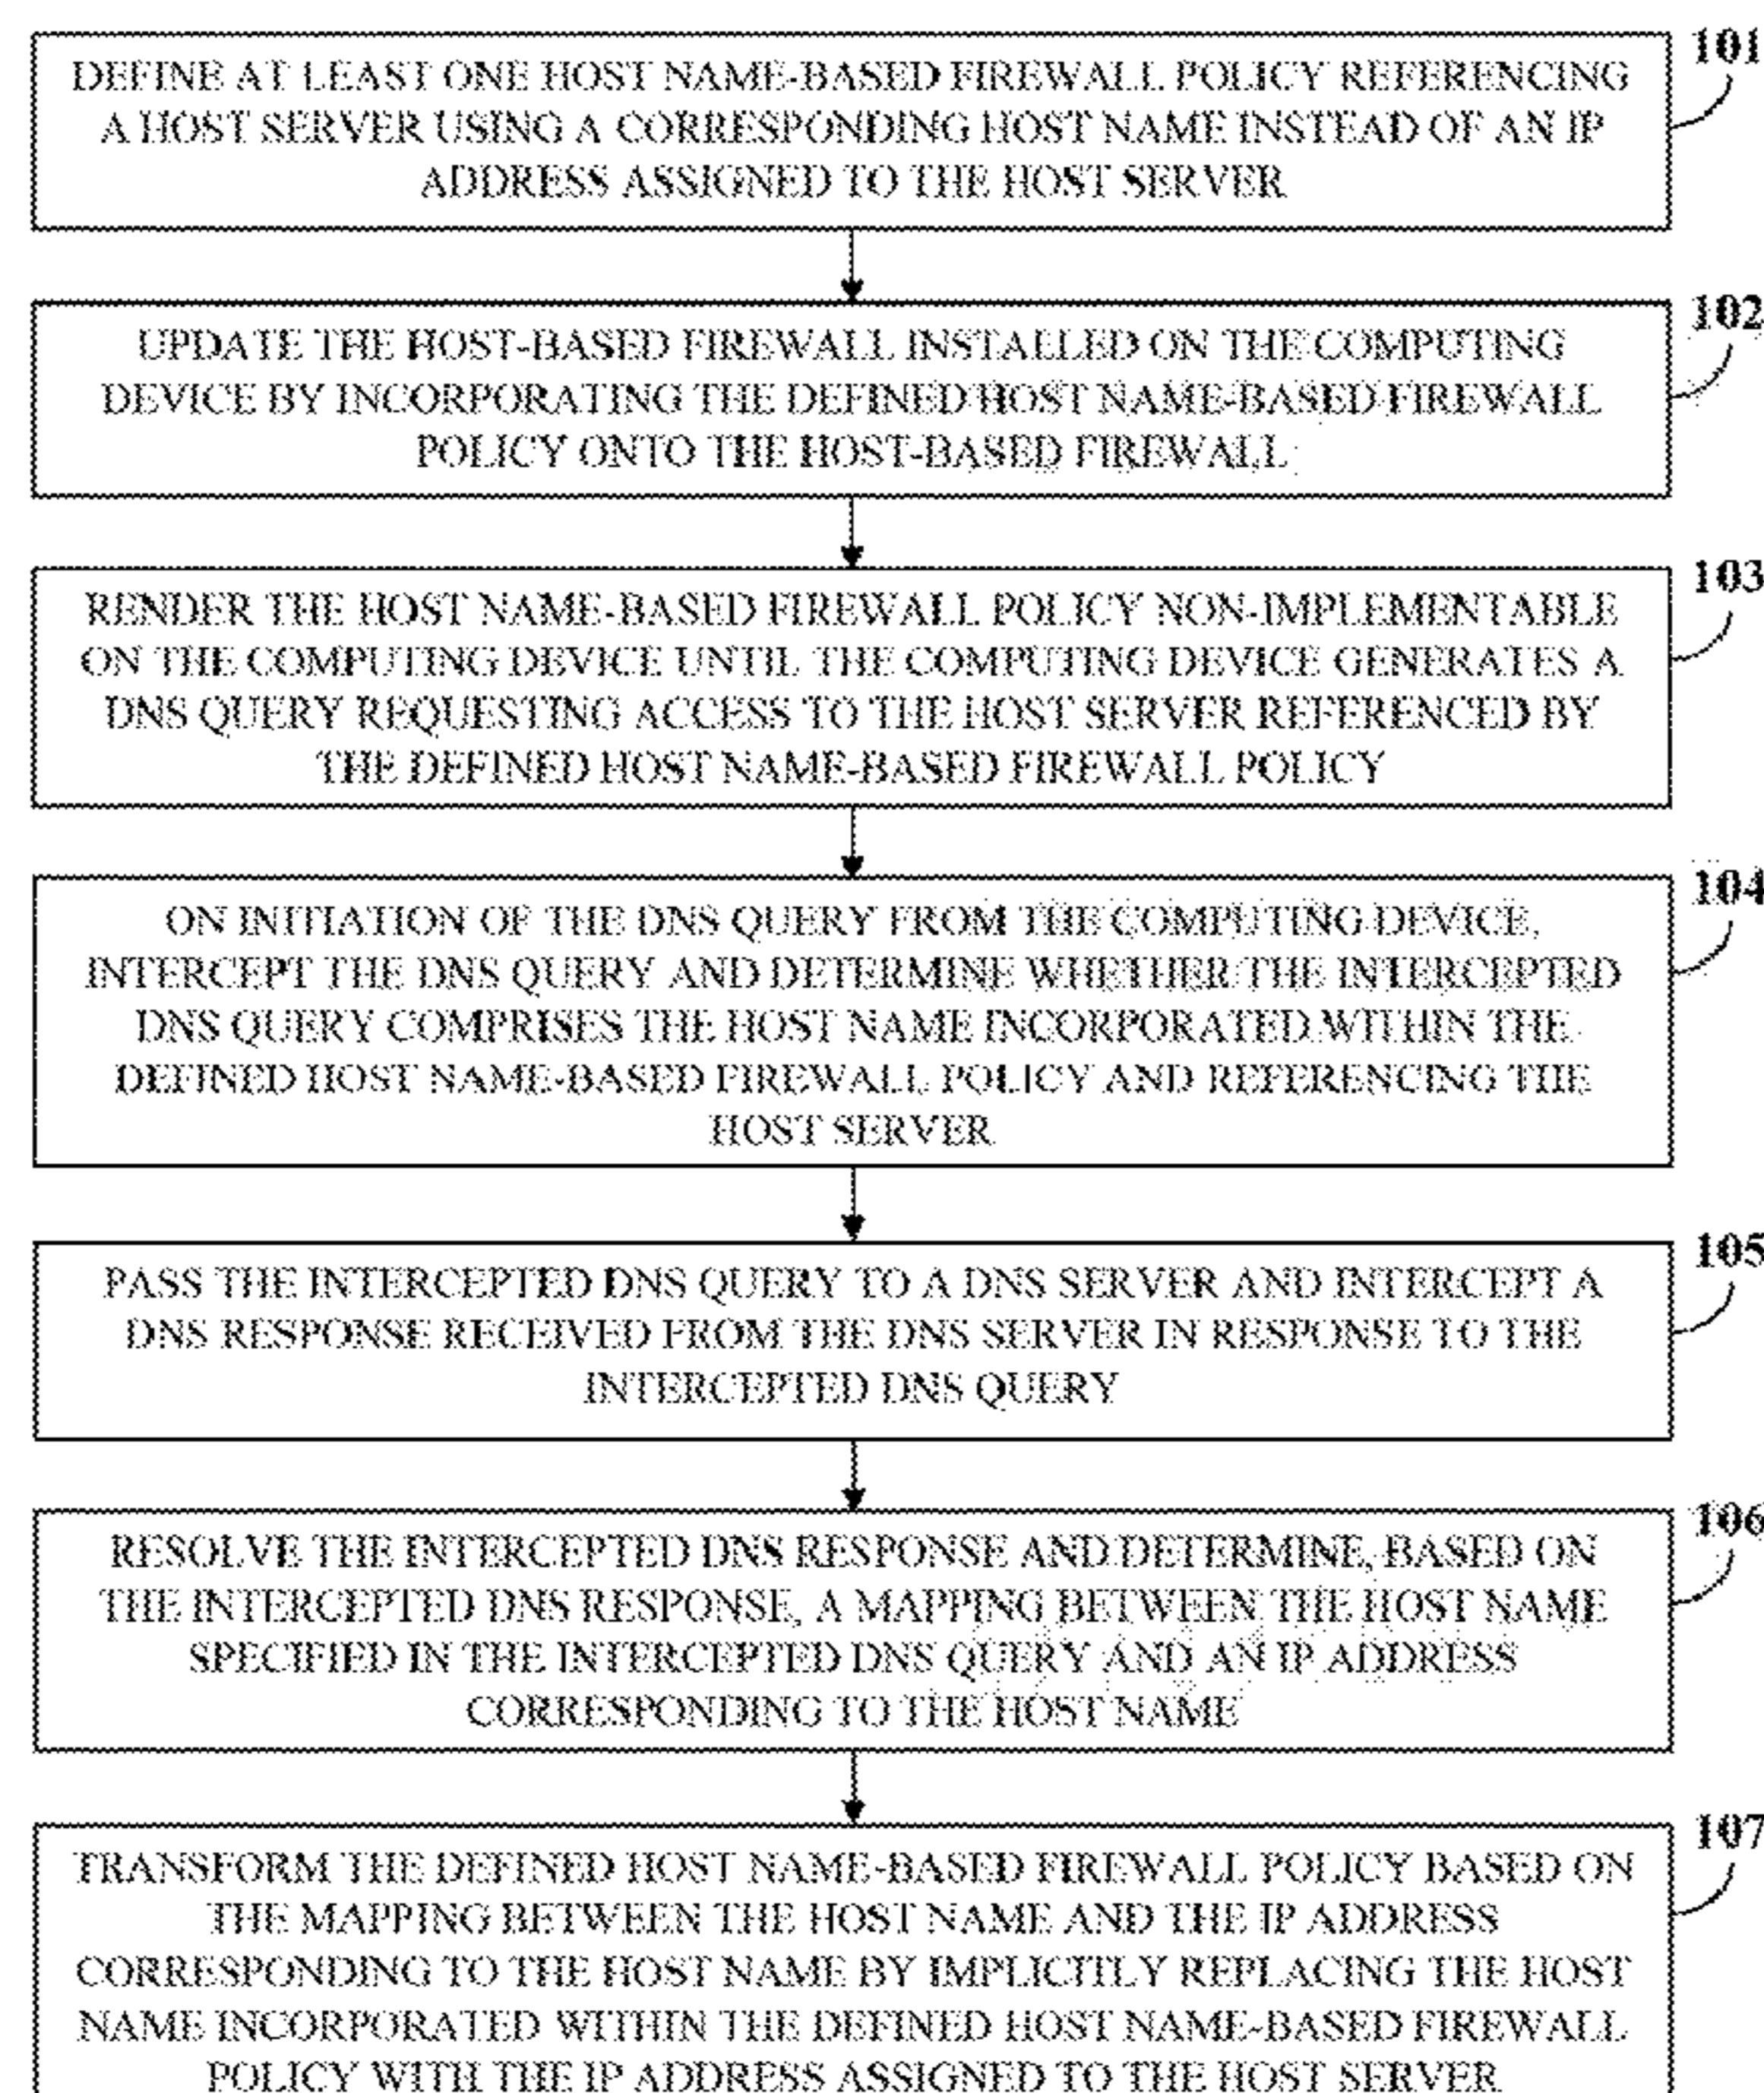 101
DEFINE AT LEAST ONE HOST NAME-BASED FIREWALL POLICY REFERENCING
A HOST SERVER USING A CORRESPONDING HOST NAME INSTEAD OF AN IP
ADDRESS ASSIGNED TO THE HOST SERVER
102
UPDATE THE HOST-BASED FIREWALL INSTALLED ON THE COMPUTING
DEVICE BY INCORPORATING THE DEFINED HOST NAME-BASED FIREWALL
POLICY ONTO THE HOST-BASED FIREWALL
103
RENDER THE HOST NAME-BASED FIREWALL POLICY NON-IMPLEMENTABLE
ON THE COMPUTING DEVICE UNTIL THE COMPUTING DEVICE GENERATES A
DNS QUERY REQUESTING ACCESS TO THE HOST SERVER REFERENCED BY
THE DEFINED HOST NAME-BASED FIREWALL POLICY
104
ON INITIATION OF THE DNS QUERY FROM THE COMPUTING DEVICE,
INTERCEPT THE DNS QUERY AND DETERMINE WHETHER THE INTERCEPTED
DNS QUERY COMPRISES THE HOST NAME INCORPORATED WITHIN THE
DEFINED HOST NAME-BASED FIREWALL POLICY AND REFERENCING THE
HOST SERVER
105
PASS THE INTERCEPTED DNS QUERY TO A DNS SERVER AND INTERCEPT A
DNS RESPONSE RECEIVED FROM THE DNS SERVER IN RESPONSE TO THE
INTERCEPTED DNS QUERY
106
RESOLVE THE INTERCEPTED DNS RESPONSE AND DETERMINE, BASED ON
THE INTERCEPTED DNS RESPONSE, A MAPPING BETWEEN THE HOST NAME
SPECIFIED IN THE INTERCEPTED DNS QUERY AND AN IP ADDRESS
CORRESPONDING TO THE HOST NAME
107
TRANSFORM THE DEFINED HOST NAME-BASED FIREWALL POLICY BASED ON
THE MAPPING BETWEEN THE HOST NAME AND THE IP ADDRESS
CORRESPONDING TO THE HOST NAME BY IMPLICITLY REPLACING THE HOST
NAME INCORPORATED WITHIN THE DEFINED HOST NAME-BASED FIREWALL
POLICY WITH THE IP ADDRESS ASSIGNED TO THE HOST SERVER